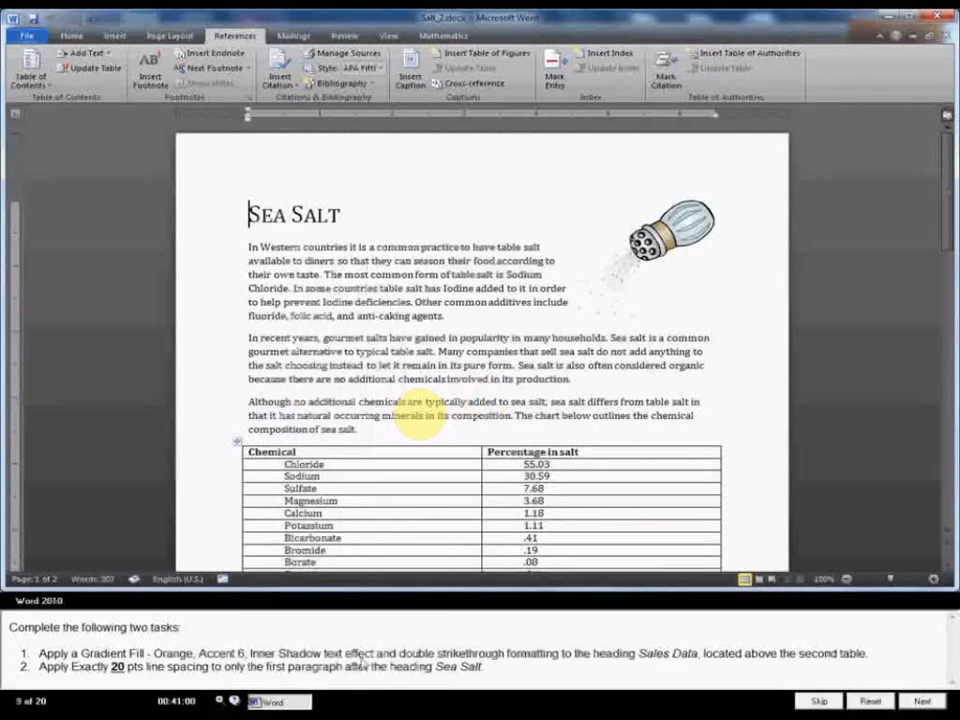 Salt_2.docx - Microsoft Word
File Home Insert Page Layout References Mailings Review View Mathematics
Table of Contents
Add Text
Update Table
Table of Contents
AB¹
Insert Footnote
Insert Endnote
Next Footnote
Show Notes
Footnotes
Insert Citation
Manage Sources
Style: APA Fift
Bibliography
Citations & Bibliography
Insert Caption
Insert Table of Figures
Update Table
Cross-reference
Captions
Mark Entry
Insert Index
Update Index
Index
Mark Citation
Insert Table of Authorities
Update Table
Table of Authorities
SEA SALT
In Western countries it is a common practice to have table salt
available to diners so that they can season their food according to
their own taste. The most common form of table salt is Sodium
Chloride. In some countries table salt has Iodine added to it in order
to help prevent Iodine deficiencies. Other common additives include
fluoride, folic acid, and anti-caking agents.
In recent years, gourmet salts have gained in popularity in many households. Sea salt is a common
gourmet alternative to typical table salt. Many companies that sell sea salt do not add anything to
the salt choosing instead to let it remain in its pure form. Sea salt is also often considered organic
because there are no additional chemicals involved in its production.
Although no additional chemicals are typically added to sea salt, sea salt differs from table salt in
that it has natural occurring minerals in its composition. The chart below outlines the chemical
composition of sea salt.
Chemical Percentage in salt
Chloride 55.03
Sodium 30.59
Sulfate 7.68
Magnesium 3.68
Calcium 1.18
Potassium 1.11
Bicarbonate .41
Bromide .19
Borate .08
Page: 1 of 2 Words: 307 English (U.S.) 100%
Word 2010
Complete the following two tasks:
1. Apply a Gradient Fill - Orange, Accent 6, Inner Shadow text effect and double strikethrough formatting to the heading Sales Data, located above the second table.
2. Apply Exactly 20 pts line spacing to only the first paragraph after the heading Sea Salt.
9 of 20 00:41:00 Word Skip Reset Next